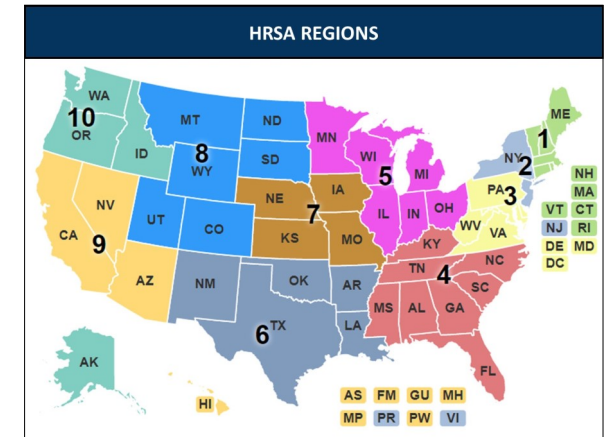 HRSA REGIONS
WA
10
OR
ID
MT
ND
8
SD
WY
UT
CO
MN
WI
MI
5
IL
IN
OH
ME
1
NY
2
PA
3
WV
VA
NH
MA
VT CT
NJ RI
DE MD
DC
NE
IA
7
KS
MO
NV
CA
9
AZ
NM
OK
AR
6
TX
LA
KY
TN
4
NC
SC
MS
AL
GA
FL
AK
HI
AS FM GU MH
MP PR PW VI